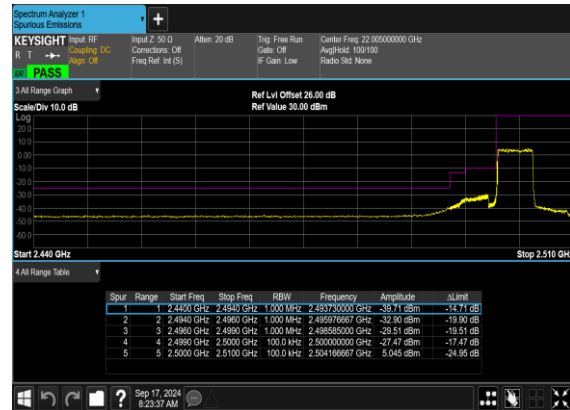 Spectrum Analyzer 1
Spurious Emissions
KEYSIGHT Input: RF Input Z: 50 Ω Atten: 20 dB Trig: Free Run Center Freq: 22.005000000 GHz
R T Coupling: DC Corrections: Off Gate: Off Avg|Hold: 100/100
Align: Off Freq Ref: Int (S) IF Gain: Low Radio Std: None
PASS
3 All Range Graph
Ref Lvl Offset 26.00 dB
Scale/Div 10.0 dB Ref Value 30.00 dBm
Log
20.0
10.0
0.00
-10.0
-20.0
-30.0
-40.0
-50.0
-60.0
Start 2.440 GHz Stop 2.510 GHz
4 All Range Table
Spur Range Start Freq Stop Freq RBW Frequency Amplitude ΔLimit
1 1 2.4400 GHz 2.4940 GHz 1.000 MHz 2.493730000 GHz -39.71 dBm -14.71 dB
2 2 2.4940 GHz 2.4960 GHz 1.000 MHz 2.495976667 GHz -32.90 dBm -19.90 dB
3 3 2.4960 GHz 2.4990 GHz 1.000 MHz 2.498585000 GHz -29.51 dBm -19.51 dB
4 4 2.4990 GHz 2.5000 GHz 100.0 kHz 2.500000000 GHz -27.47 dBm -17.47 dB
5 5 2.5000 GHz 2.5100 GHz 100.0 kHz 2.504166667 GHz 5.045 dBm -24.95 dB
? Sep 17, 2024
8:23:37 AM